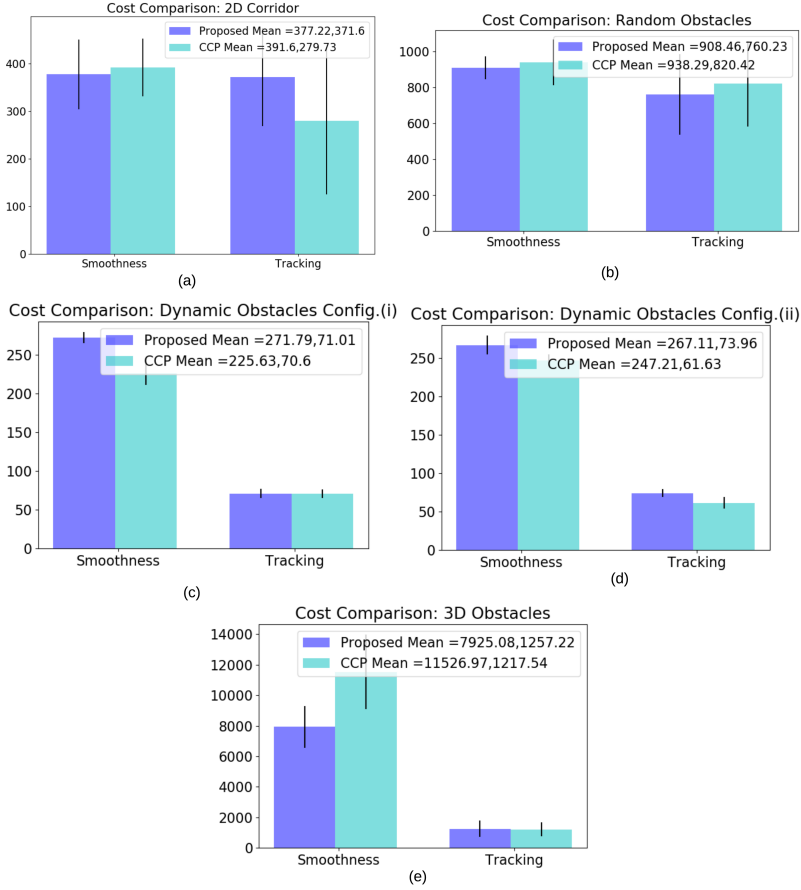 Cost Comparison: 2D Corridor
Proposed Mean =377.22,371.6
CCP Mean =391.6,279.73
400
300
200
100
0
Smoothness
Tracking
(a)
Cost Comparison: Random Obstacles
Proposed Mean =908.46,760.23
CCP Mean =938.29,820.42
1000
800
600
400
200
0
Smoothness
Tracking
(b)
Cost Comparison: Dynamic Obstacles Config.(i)
Proposed Mean =271.79,71.01
CCP Mean =225.63,70.6
250
200
150
100
50
0
Smoothness
Tracking
(c)
Cost Comparison: Dynamic Obstacles Config.(ii)
Proposed Mean =267.11,73.96
CCP Mean =247.21,61.63
250
200
150
100
50
0
Smoothness
Tracking
(d)
Cost Comparison: 3D Obstacles
Proposed Mean =7925.08,1257.22
CCP Mean =11526.97,1217.54
14000
12000
10000
8000
6000
4000
2000
0
Smoothness
Tracking
(e)